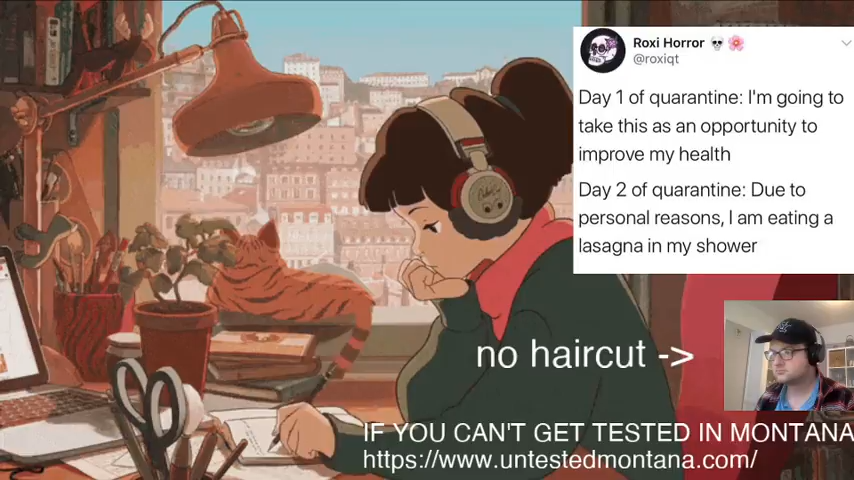 Roxi Horror 💀🌸
@roxiqt
Day 1 of quarantine: I'm going to
take this as an opportunity to
improve my health
Day 2 of quarantine: Due to
personal reasons, I am eating a
lasagna in my shower
no haircut ->
IF YOU CAN'T GET TESTED IN MONTANA
https://www.untestedmontana.com/